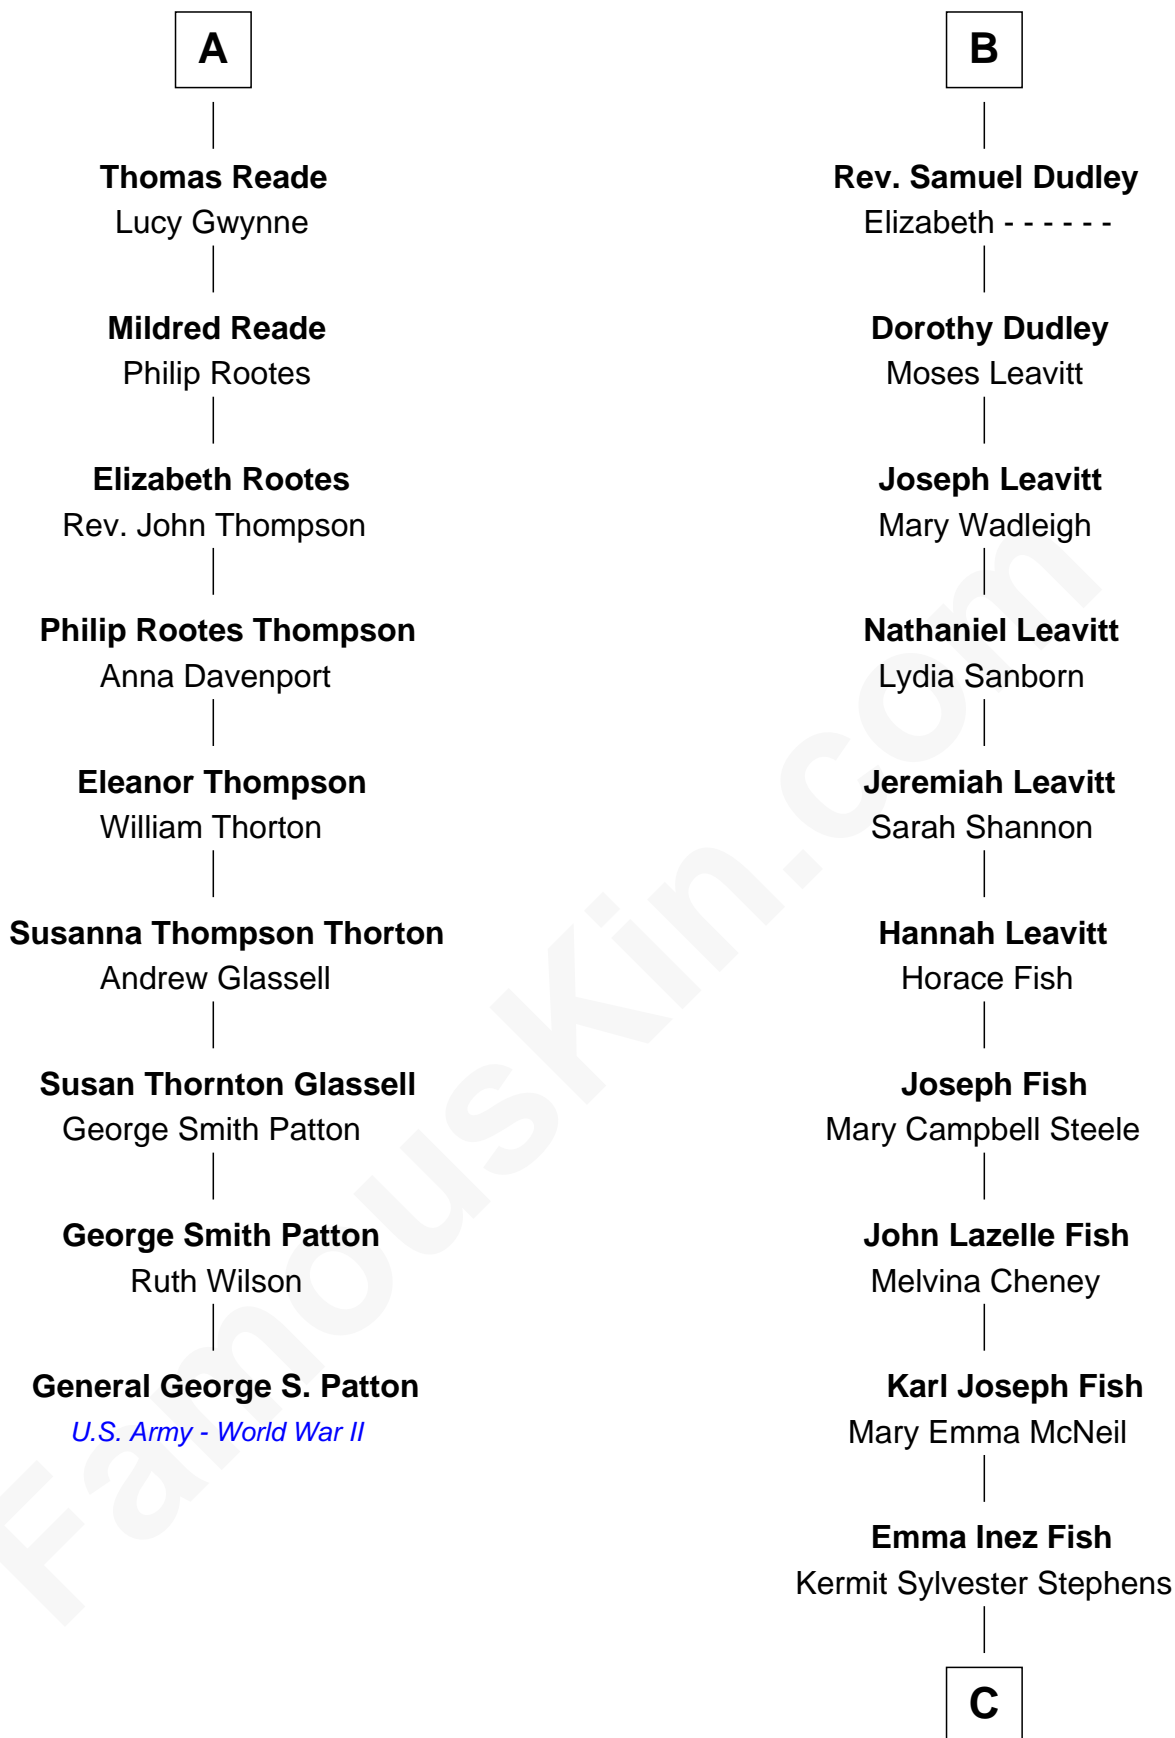 A
Thomas Reade
Lucy Gwynne
Mildred Reade
Philip Rootes
Elizabeth Rootes
Rev. John Thompson
Philip Rootes Thompson
Anna Davenport
Eleanor Thompson
William Thorton
Susanna Thompson Thorton
Andrew Glassell
Susan Thornton Glassell
George Smith Patton
George Smith Patton
Ruth Wilson
General George S. Patton
U.S. Army - World War II
B
Rev. Samuel Dudley
Elizabeth - - - - - -
Dorothy Dudley
Moses Leavitt
Joseph Leavitt
Mary Wadleigh
Nathaniel Leavitt
Lydia Sanborn
Jeremiah Leavitt
Sarah Shannon
Hannah Leavitt
Horace Fish
Joseph Fish
Mary Campbell Steele
John Lazelle Fish
Melvina Cheney
Karl Joseph Fish
Mary Emma McNeil
Emma Inez Fish
Kermit Sylvester Stephens
C
FamousKin.com